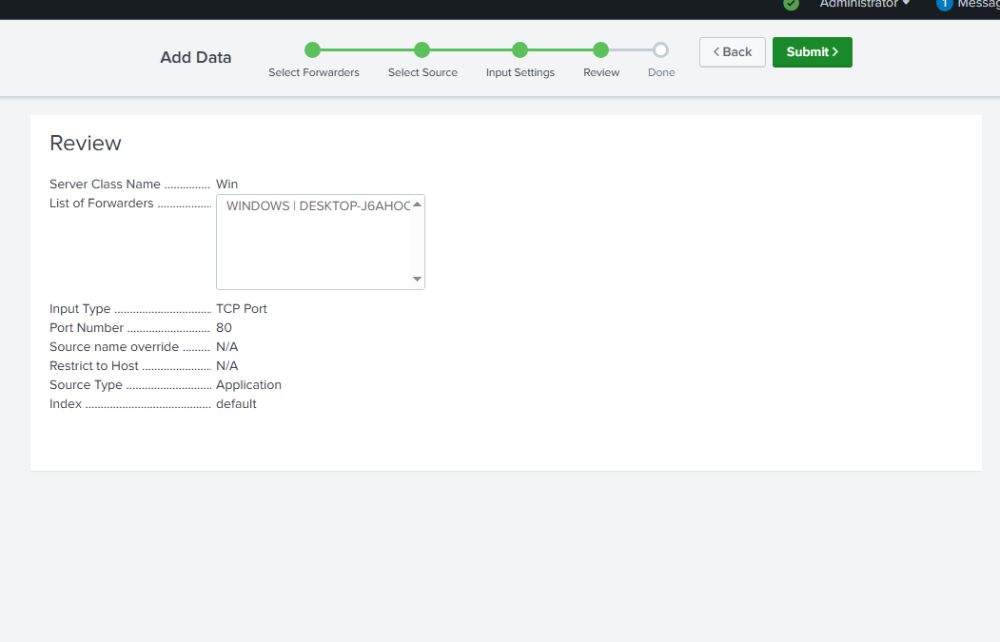 Administrator 1 Messag
Add Data
Select Forwarders Select Source Input Settings Review Done
< Back Submit >
Review
Server Class Name ............... Win
List of Forwarders .................. WINDOWS | DESKTOP-J6AHOC
Input Type ................................ TCP Port
Port Number ........................... 80
Source name override ......... N/A
Restrict to Host ....................... N/A
Source Type ............................ Application
Index ......................................... default